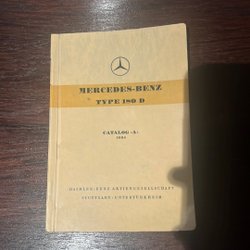 MERCEDES-BENZ
TYPE 180 D
CATALOG »A«
DAIMLER-BENZ AKTIENGESELLSCHAFT
STUTTGART-UNTERTÜRKHEIM